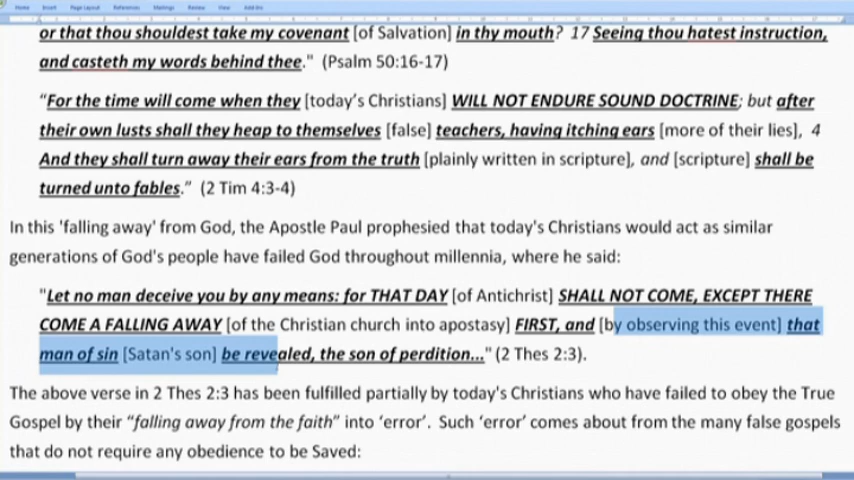 Home Insert Page Layout References Mailings Review View Add-Ins
or that thou shouldest take my covenant [of Salvation] in thy mouth? 17 Seeing thou hatest instruction,
and casteth my words behind thee." (Psalm 50:16-17)
“For the time will come when they [today’s Christians] WILL NOT ENDURE SOUND DOCTRINE; but after
their own lusts shall they heap to themselves [false] teachers, having itching ears [more of their lies], 4
And they shall turn away their ears from the truth [plainly written in scripture], and [scripture] shall be
turned unto fables.” (2 Tim 4:3-4)
In this 'falling away' from God, the Apostle Paul prophesied that today's Christians would act as similar
generations of God's people have failed God throughout millennia, where he said:
"Let no man deceive you by any means: for THAT DAY [of Antichrist] SHALL NOT COME, EXCEPT THERE
COME A FALLING AWAY [of the Christian church into apostasy] FIRST, and [by observing this event] that
man of sin [Satan's son] be revealed, the son of perdition..." (2 Thes 2:3).
The above verse in 2 Thes 2:3 has been fulfilled partially by today's Christians who have failed to obey the True
Gospel by their “falling away from the faith” into ‘error’. Such ‘error’ comes about from the many false gospels
that do not require any obedience to be Saved: